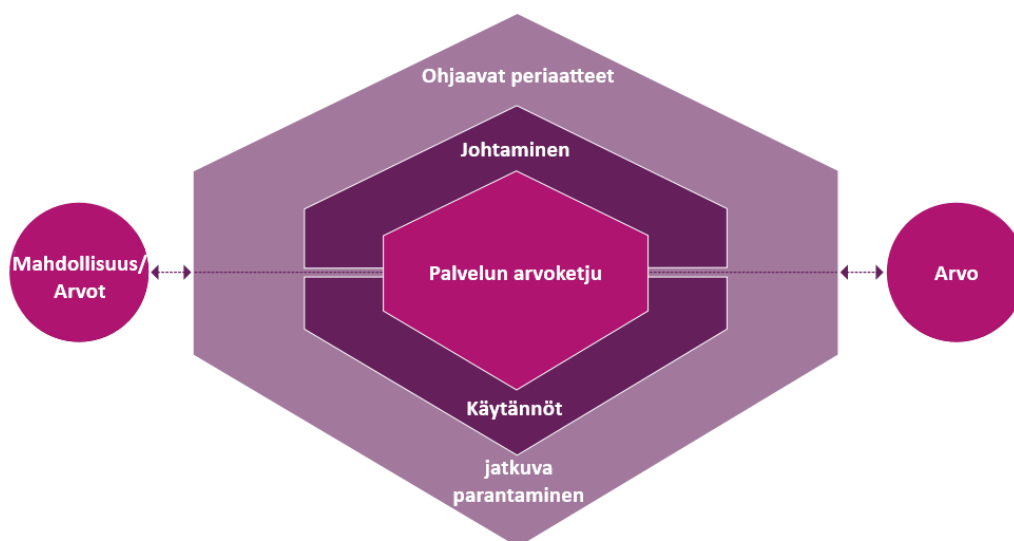 Ohjaavat periaatteet
Johtaminen
Mahdollisuus/
Arvot
Palvelun arvoketju
Arvo
Käytännöt
jatkuva
parantaminen